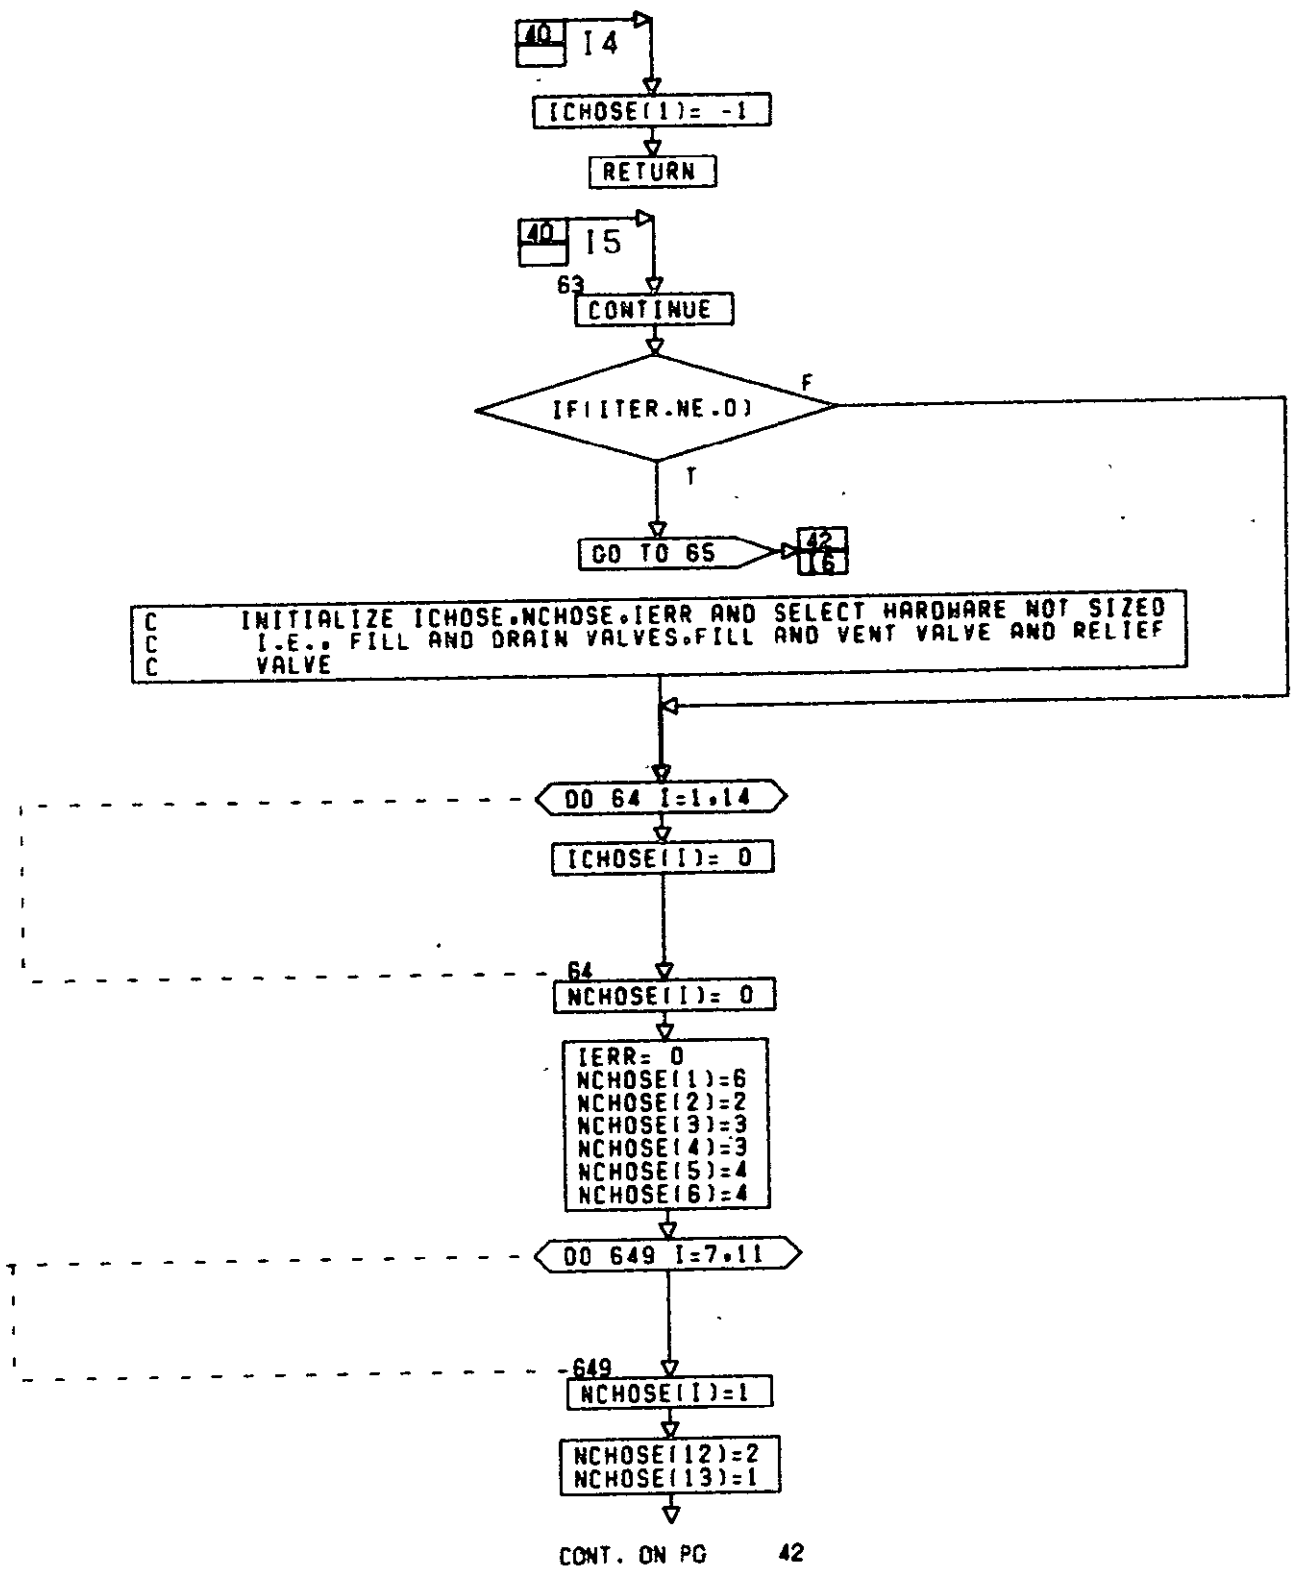 40 I4
ICHOSE(1)= -1
RETURN
40 I5
63
CONTINUE
F
IF(ITER.NE.0)
T
GO TO 65
42
I6
C INITIALIZE ICHOSE,NCHOSE,IERR AND SELECT HARDWARE NOT SIZED
C I.E., FILL AND DRAIN VALVES,FILL AND VENT VALVE AND RELIEF
C VALVE
DO 64 I=1,14
ICHOSE(I)= 0
64
NCHOSE(I)= 0
IERR= 0
NCHOSE(1)=6
NCHOSE(2)=2
NCHOSE(3)=3
NCHOSE(4)=3
NCHOSE(5)=4
NCHOSE(6)=4
DO 649 I=7,11
649
NCHOSE(I)=1
NCHOSE(12)=2
NCHOSE(13)=1
CONT. ON PG 42